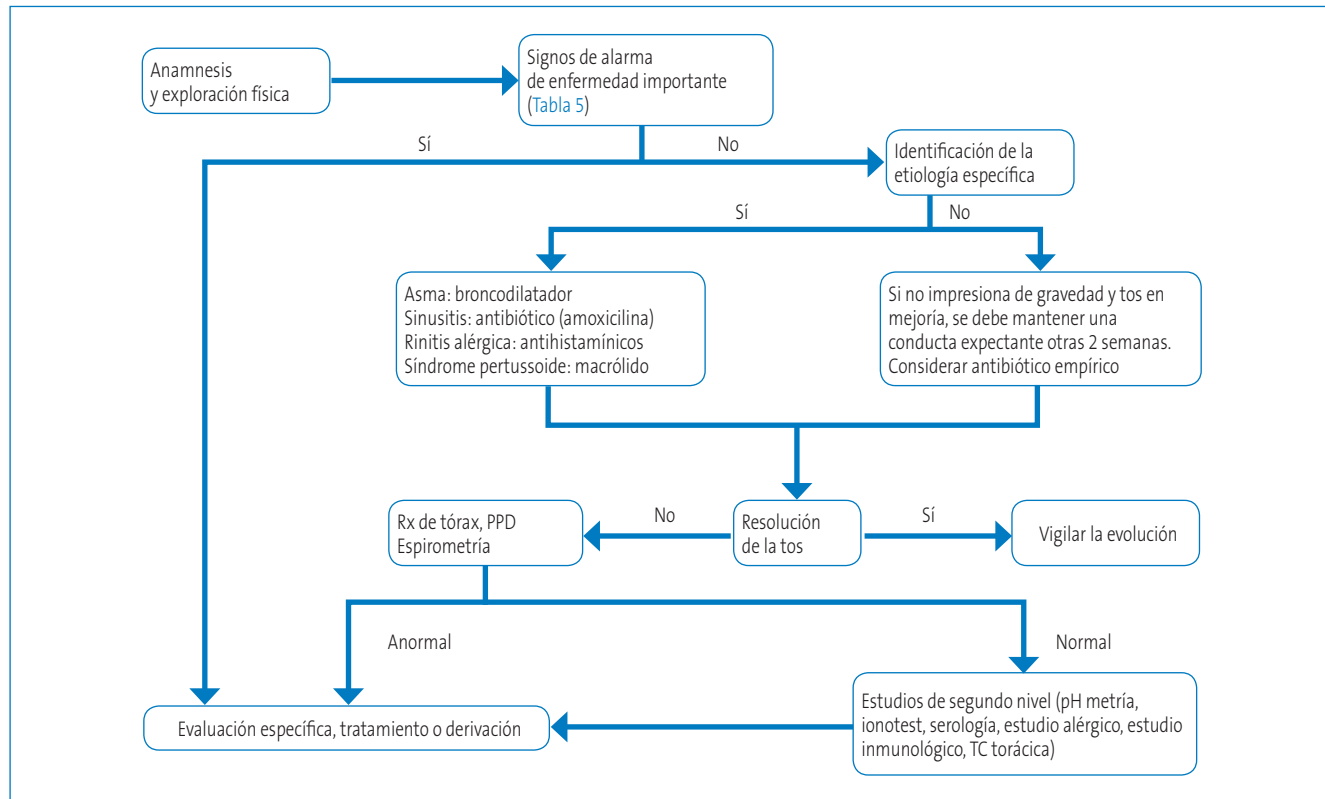 Anamnesis
y exploración física
Signos de alarma
de enfermedad importante
(Tabla 5)
Sí
No
Identificación de la
etiología específica
Sí
No
Asma: broncodilatador
Sinusitis: antibiótico (amoxicilina)
Rinitis alérgica: antihistamínicos
Síndrome pertussoide: macrólido
Si no impresiona de gravedad y tos en
mejoría, se debe mantener una
conducta expectante otras 2 semanas.
Considerar antibiótico empírico
Rx de tórax, PPD
Espirometría
No
Resolución
de la tos
Sí
Vigilar la evolución
Anormal
Normal
Evaluación específica, tratamiento o derivación
Estudios de segundo nivel (pH metría,
ionotest, serología, estudio alérgico, estudio
inmunológico, TC torácica)